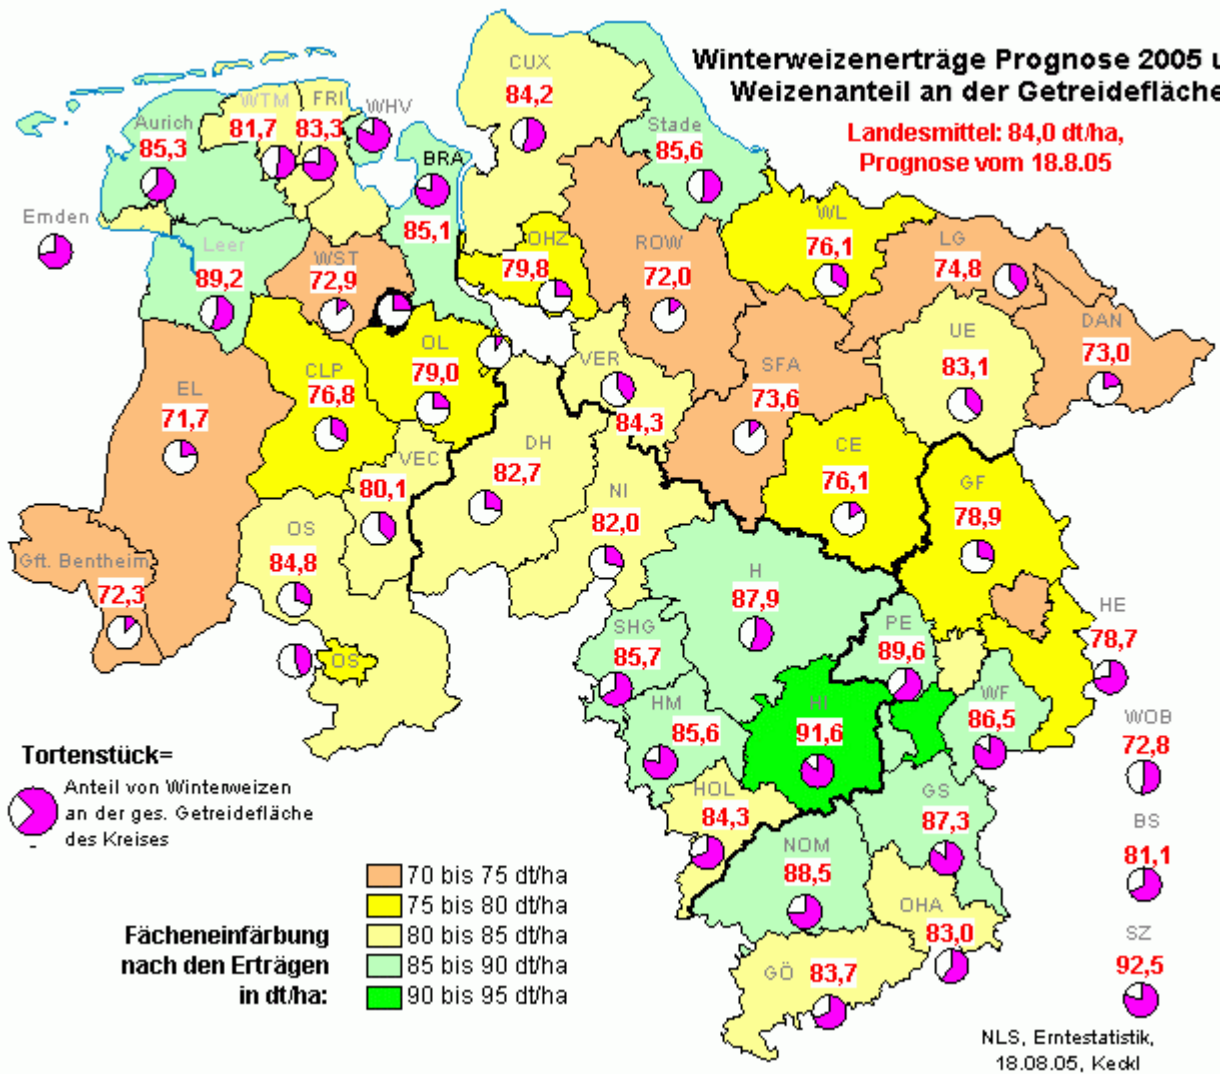 Winterweizenerträge Prognose 2005 u
Weizenanteil an der Getreidefläche
Landesmittel: 84,0 dt/ha,
Prognose vom 18.8.05
CUX
84,2
WTM
81,7
FRI
83,3
WHV
Aurich
85,3
BRA
85,1
Stade
85,6
Emden
Leer
89,2
WST
72,9
OHZ
79,8
ROW
72,0
WL
76,1
LG
74,8
DAN
73,0
UE
83,1
EL
71,7
CLP
76,8
OL
79,0
VER
84,3
SFA
73,6
VEC
80,1
DH
82,7
NI
82,0
CE
76,1
GF
78,9
Gft. Bentheim
72,3
OS
84,8
OS
H
87,9
SHG
85,7
PE
89,6
HE
78,7
HM
85,6
HI
91,6
WF
86,5
WOB
72,8
HOL
84,3
GS
87,3
BS
81,1
NOM
88,5
OHA
83,0
SZ
92,5
GÖ
83,7
Tortenstück=
Anteil von Winterweizen
an der ges. Getreidefläche
des Kreises
Fächeneinfärbung
nach den Erträgen
in dt/ha:
70 bis 75 dt/ha
75 bis 80 dt/ha
80 bis 85 dt/ha
85 bis 90 dt/ha
90 bis 95 dt/ha
NLS, Erntestatistik,
18.08.05, Keckl